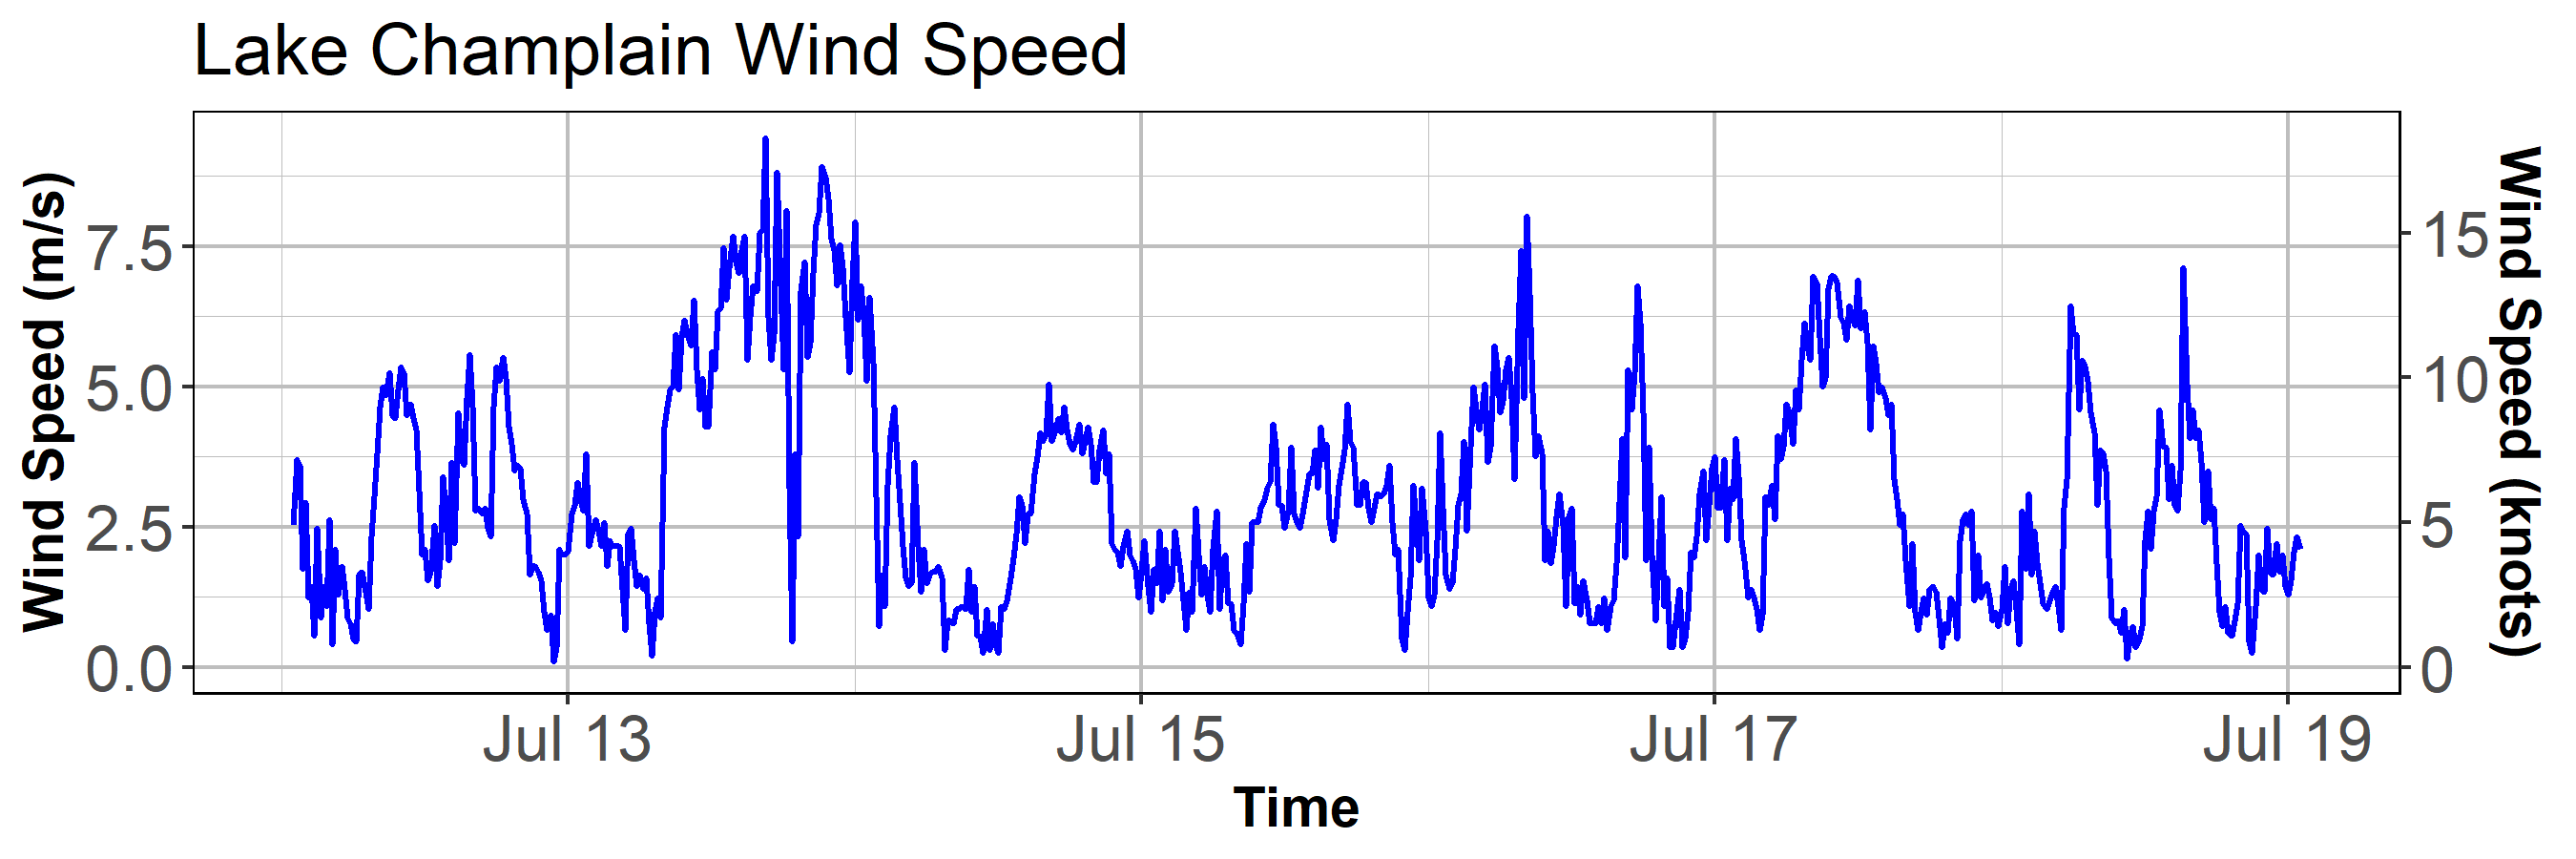 Lake Champlain Wind Speed
Wind Speed (m/s)
7.5
5.0
2.5
0.0
15
10
5
0
Wind Speed (knots)
Jul 13
Jul 15
Jul 17
Jul 19
Time